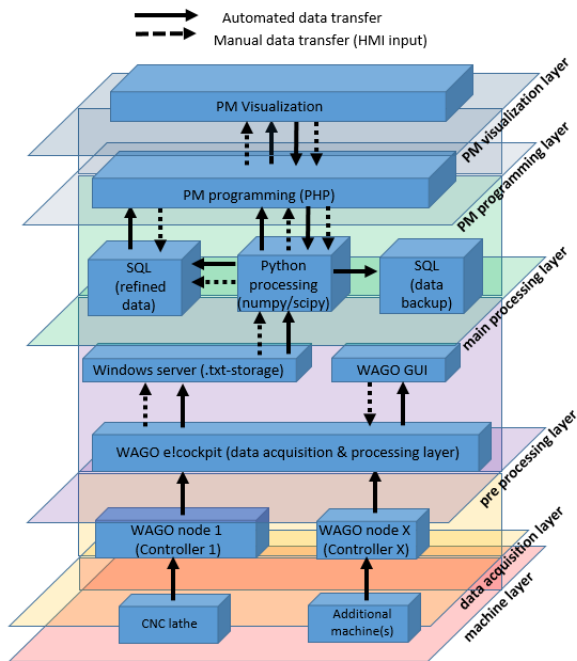 Automated data transfer
Manual data transfer (HMI input)
PM Visualization
PM visualization layer
PM programming (PHP)
PM programming layer
SQL
(refined
data)
Python
processing
(numpy/scipy)
SQL
(data
backup)
main processing layer
Windows server (.txt-storage)
WAGO GUI
WAGO e!cockpit (data acquisition & processing layer)
pre processing layer
WAGO node 1
(Controller 1)
WAGO node X
(Controller X)
data acquisition layer
CNC lathe
Additional
machine(s)
machine layer